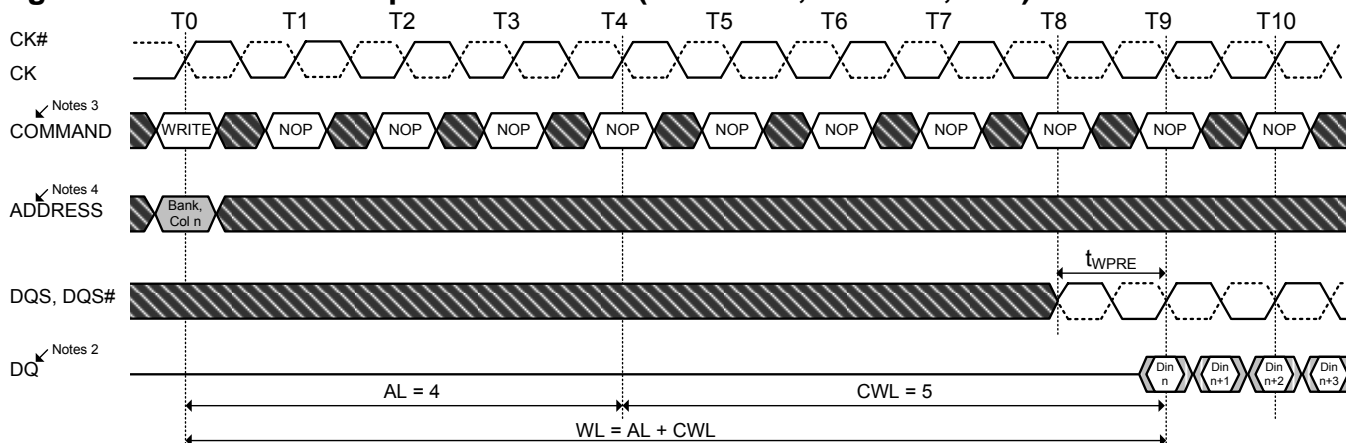 T0 T1 T2 T3 T4 T5 T6 T7 T8 T9 T10
CK#
CK
Notes 3
COMMAND WRITE NOP NOP NOP NOP NOP NOP NOP NOP NOP NOP
Notes 4
ADDRESS Bank, Col n
tWPRE
DQS, DQS#
Notes 2
DQ Din n Din n+1 Din n+2 Din n+3
AL = 4 CWL = 5
WL = AL + CWL